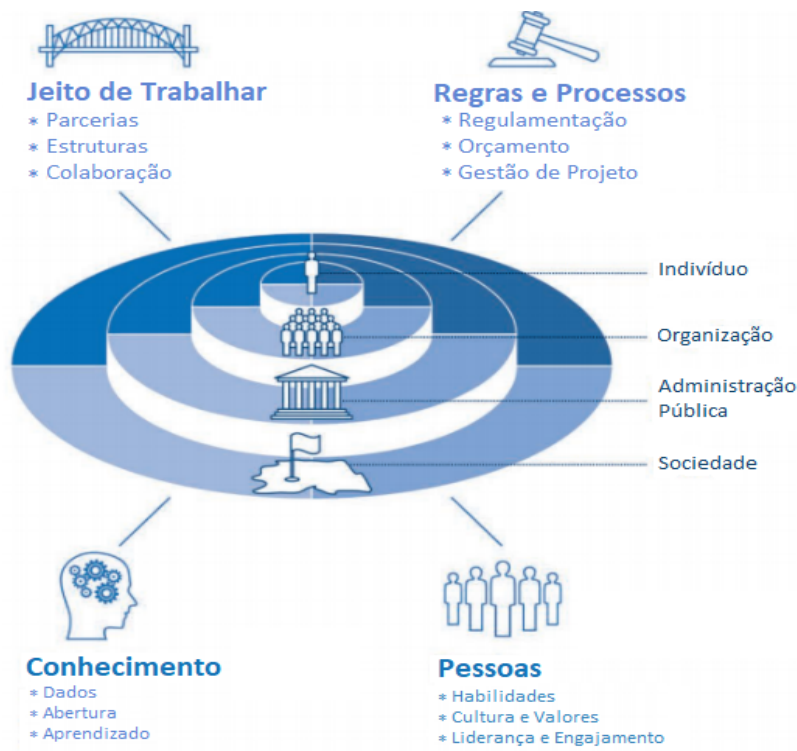 Jeito de Trabalhar
* Parcerias
* Estruturas
* Colaboração
Regras e Processos
* Regulamentação
* Orçamento
* Gestão de Projeto
Indivíduo
Organização
Administração
Pública
Sociedade
Conhecimento
* Dados
* Abertura
* Aprendizado
Pessoas
* Habilidades
* Cultura e Valores
* Liderança e Engajamento